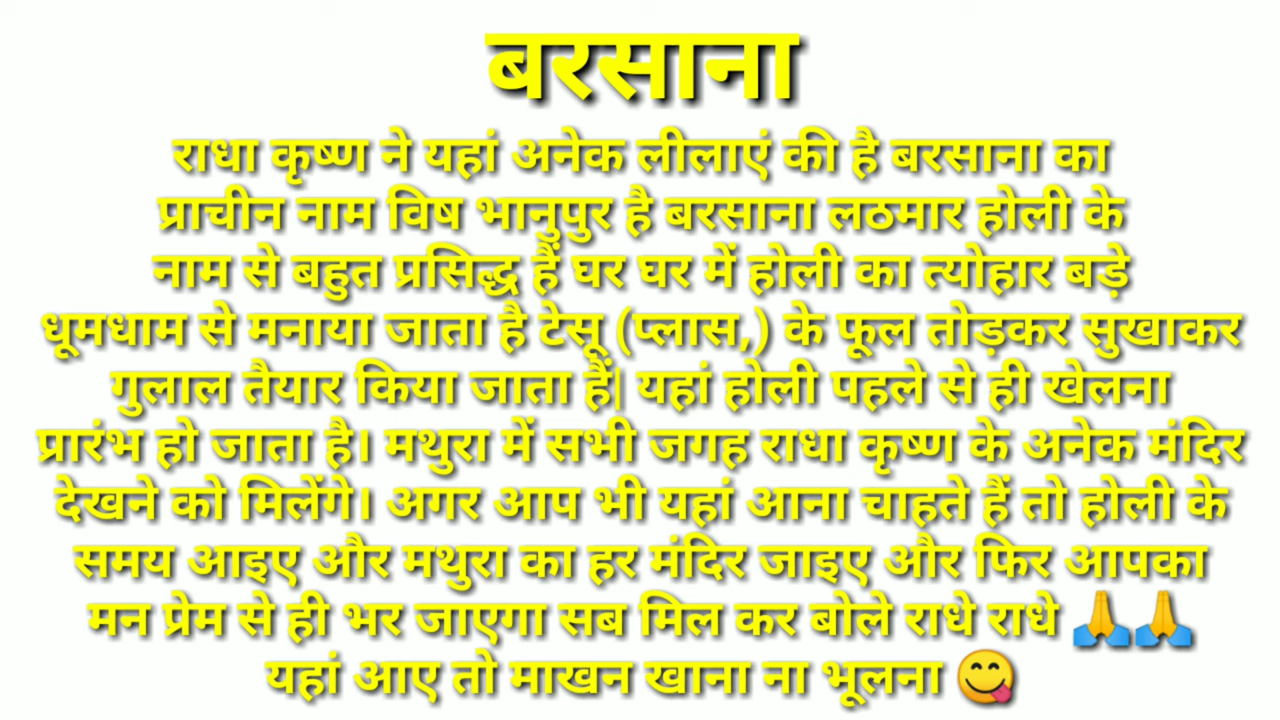 बरसाना
राधा कृष्ण ने यहां अनेक लीलाएं की है बरसाना का
प्राचीन नाम विष भानुपुर है बरसाना लठमार होली के
नाम से बहुत प्रसिद्ध हैं घर घर में होली का त्योहार बड़े
धूमधाम से मनाया जाता है टेसू (प्लास,) के फूल तोड़कर सुखाकर
गुलाल तैयार किया जाता हैं| यहां होली पहले से ही खेलना
प्रारंभ हो जाता है। मथुरा में सभी जगह राधा कृष्ण के अनेक मंदिर
देखने को मिलेंगे। अगर आप भी यहां आना चाहते हैं तो होली के
समय आइए और मथुरा का हर मंदिर जाइए और फिर आपका
मन प्रेम से ही भर जाएगा सब मिल कर बोले राधे राधे 🙏🙏
यहां आए तो माखन खाना ना भूलना 😋